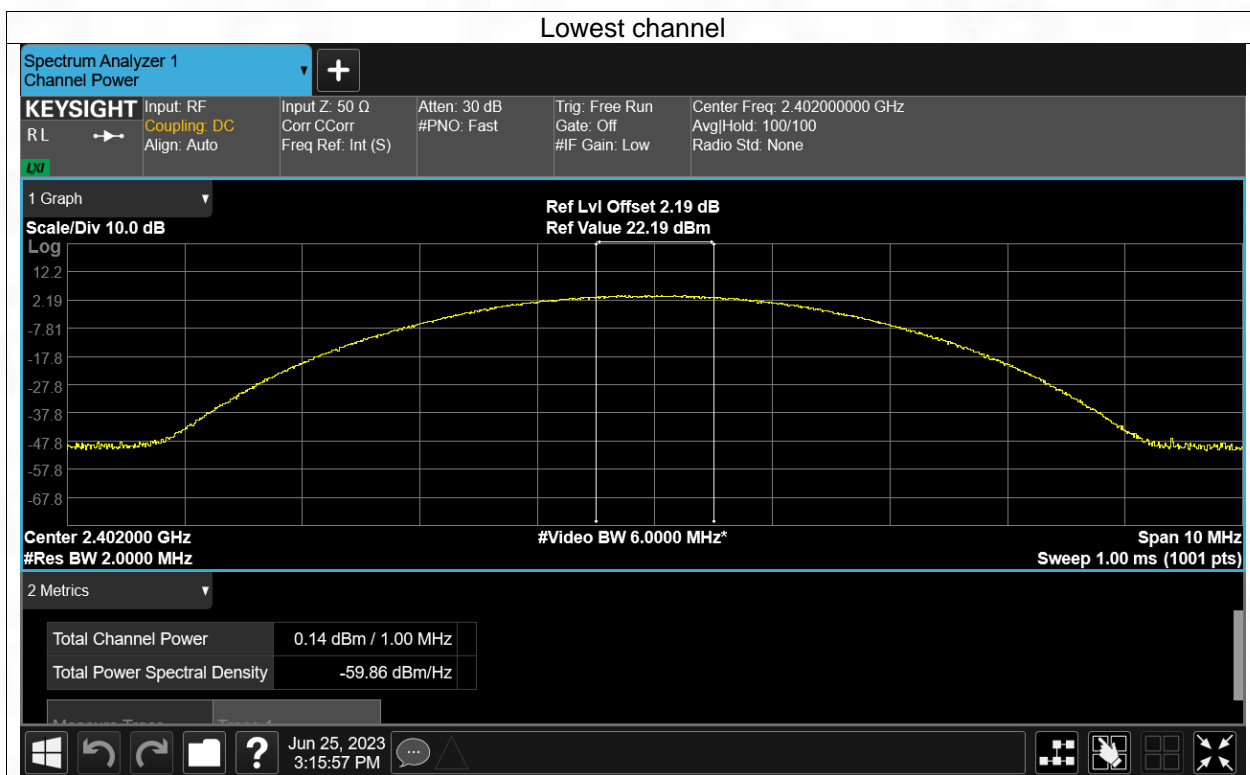 Lowest channel
Spectrum Analyzer 1
Channel Power
+
KEYSIGHT
R L
LXI
Input: RF
Coupling: DC
Align: Auto
Input Z: 50 Ω
Corr CCorr
Freq Ref: Int (S)
Atten: 30 dB
#PNO: Fast
Trig: Free Run
Gate: Off
#IF Gain: Low
Center Freq: 2.402000000 GHz
Avg|Hold: 100/100
Radio Std: None
1 Graph
Scale/Div 10.0 dB
Ref Lvl Offset 2.19 dB
Ref Value 22.19 dBm
Log
12.2
2.19
-7.81
-17.8
-27.8
-37.8
-47.8
-57.8
-67.8
Center 2.402000 GHz
#Res BW 2.0000 MHz
#Video BW 6.0000 MHz*
Span 10 MHz
Sweep 1.00 ms (1001 pts)
2 Metrics
Total Channel Power 0.14 dBm / 1.00 MHz
Total Power Spectral Density -59.86 dBm/Hz
?
Jun 25, 2023
3:15:57 PM